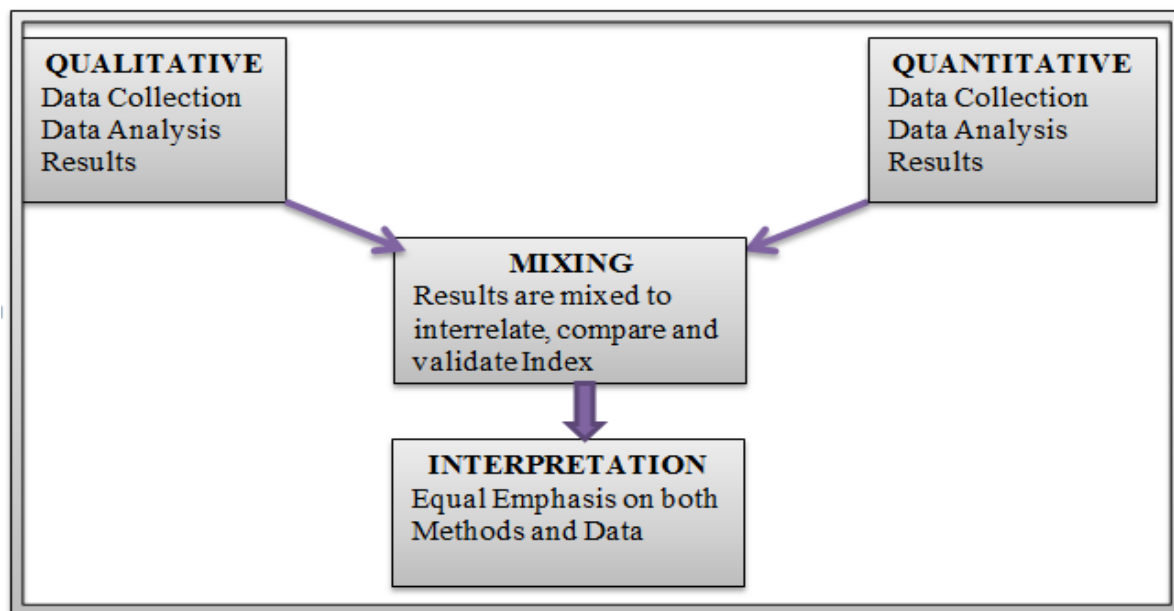 QUALITATIVE
Data Collection
Data Analysis
Results
QUANTITATIVE
Data Collection
Data Analysis
Results
MIXING
Results are mixed to
interrelate, compare and
validate Index
INTERPRETATION
Equal Emphasis on both
Methods and Data